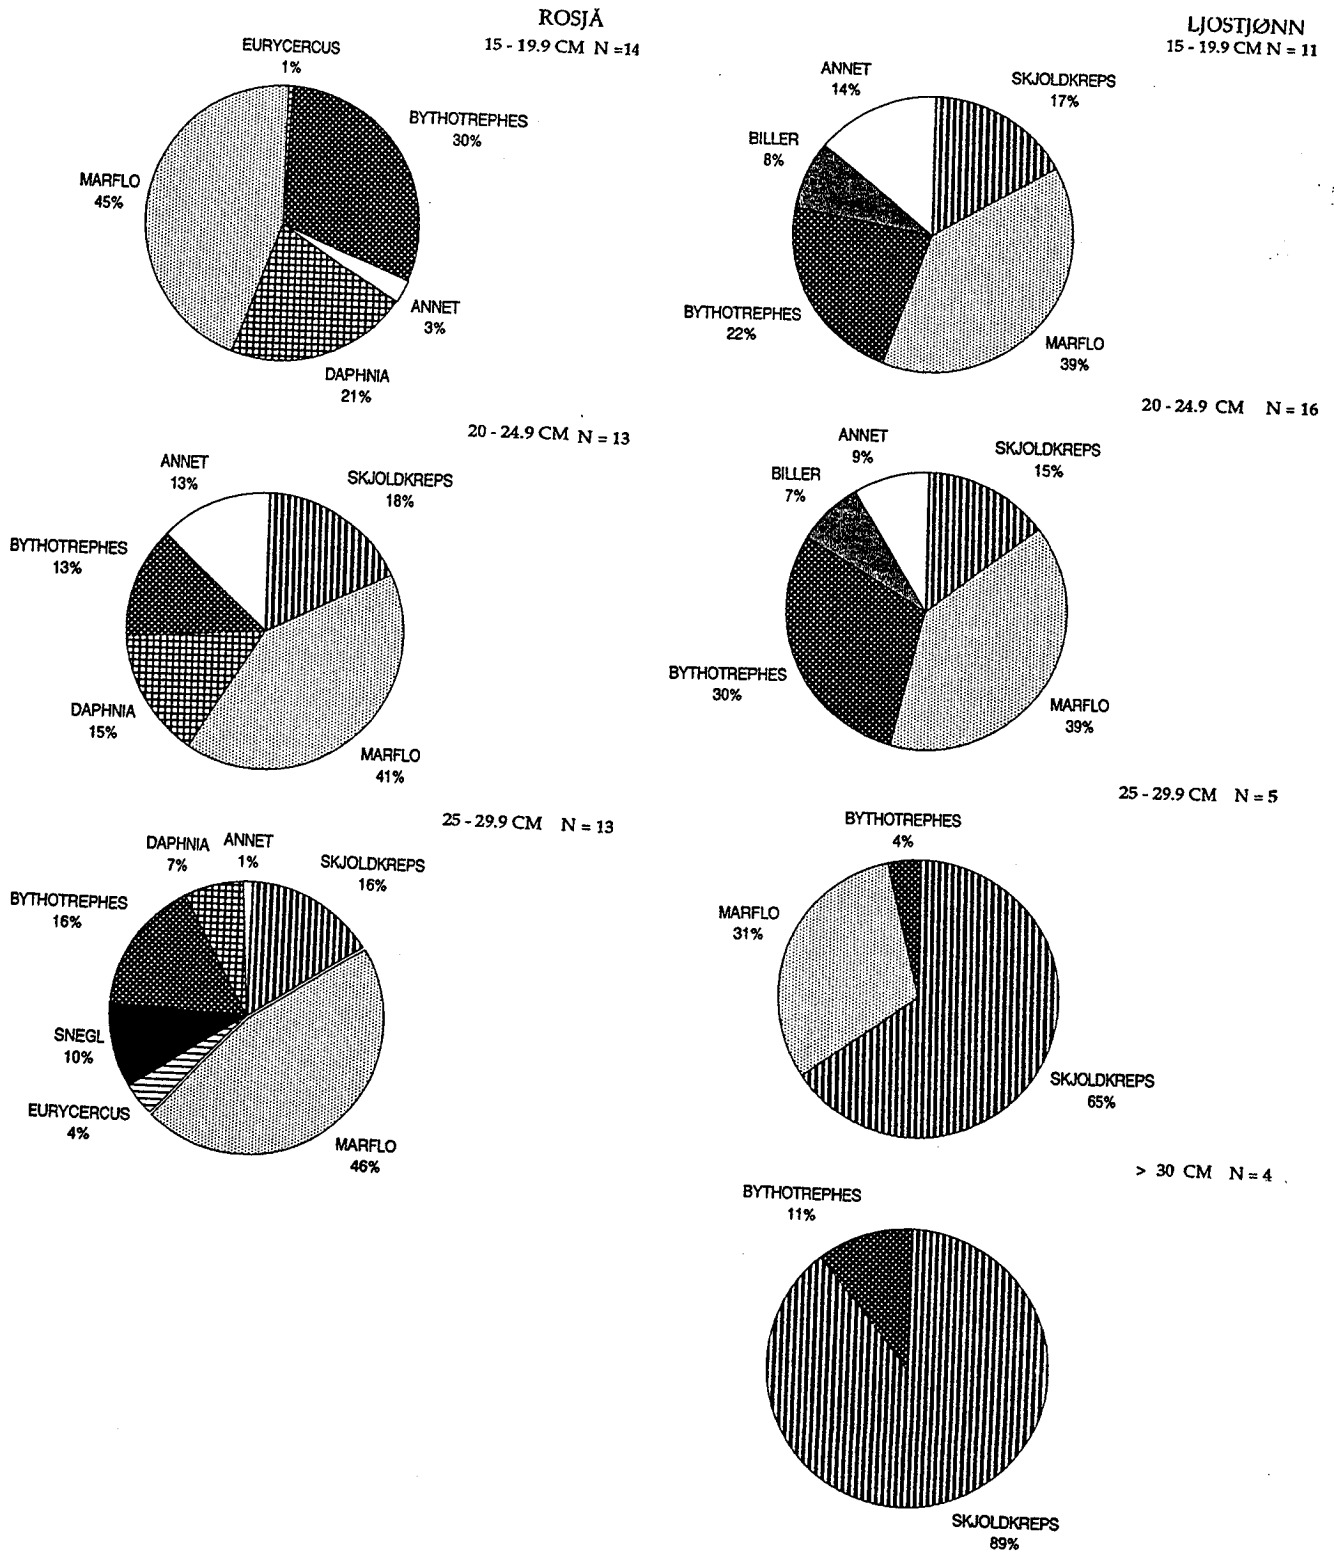 ROSJÅ
15 - 19.9 CM N =14
EURYCERCUS
1%
BYTHOTREPHES
30%
MARFLO
45%
ANNET
3%
DAPHNIA
21%
20 - 24.9 CM N = 13
ANNET
13%
SKJOLDKREPS
18%
BYTHOTREPHES
13%
DAPHNIA
15%
MARFLO
41%
25 - 29.9 CM N = 13
DAPHNIA
7%
ANNET
1%
SKJOLDKREPS
16%
BYTHOTREPHES
16%
SNEGL
10%
EURYCERCUS
4%
MARFLO
46%
LJOSTJØNN
15 - 19.9 CM N = 11
ANNET
14%
SKJOLDKREPS
17%
BILLER
8%
BYTHOTREPHES
22%
MARFLO
39%
20 - 24.9 CM N = 16
ANNET
9%
SKJOLDKREPS
15%
BILLER
7%
BYTHOTREPHES
30%
MARFLO
39%
25 - 29.9 CM N = 5
BYTHOTREPHES
4%
MARFLO
31%
SKJOLDKREPS
65%
> 30 CM N = 4
BYTHOTREPHES
11%
SKJOLDKREPS
89%